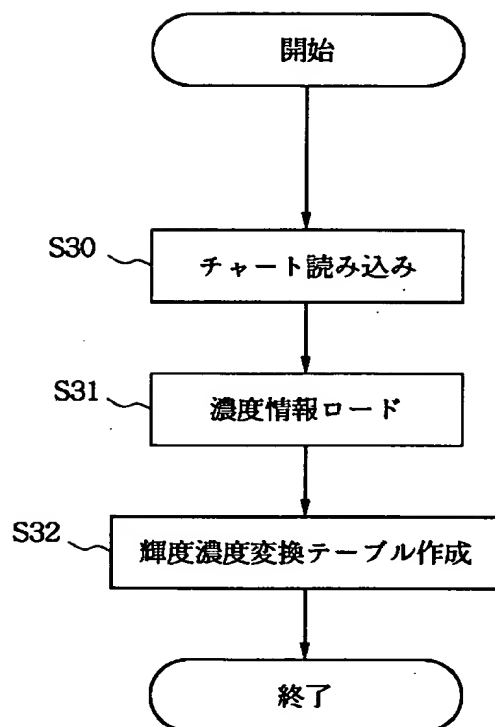 開始
S30
チャート読み込み
S31
濃度情報ロード
S32
輝度濃度変換テーブル作成
終了